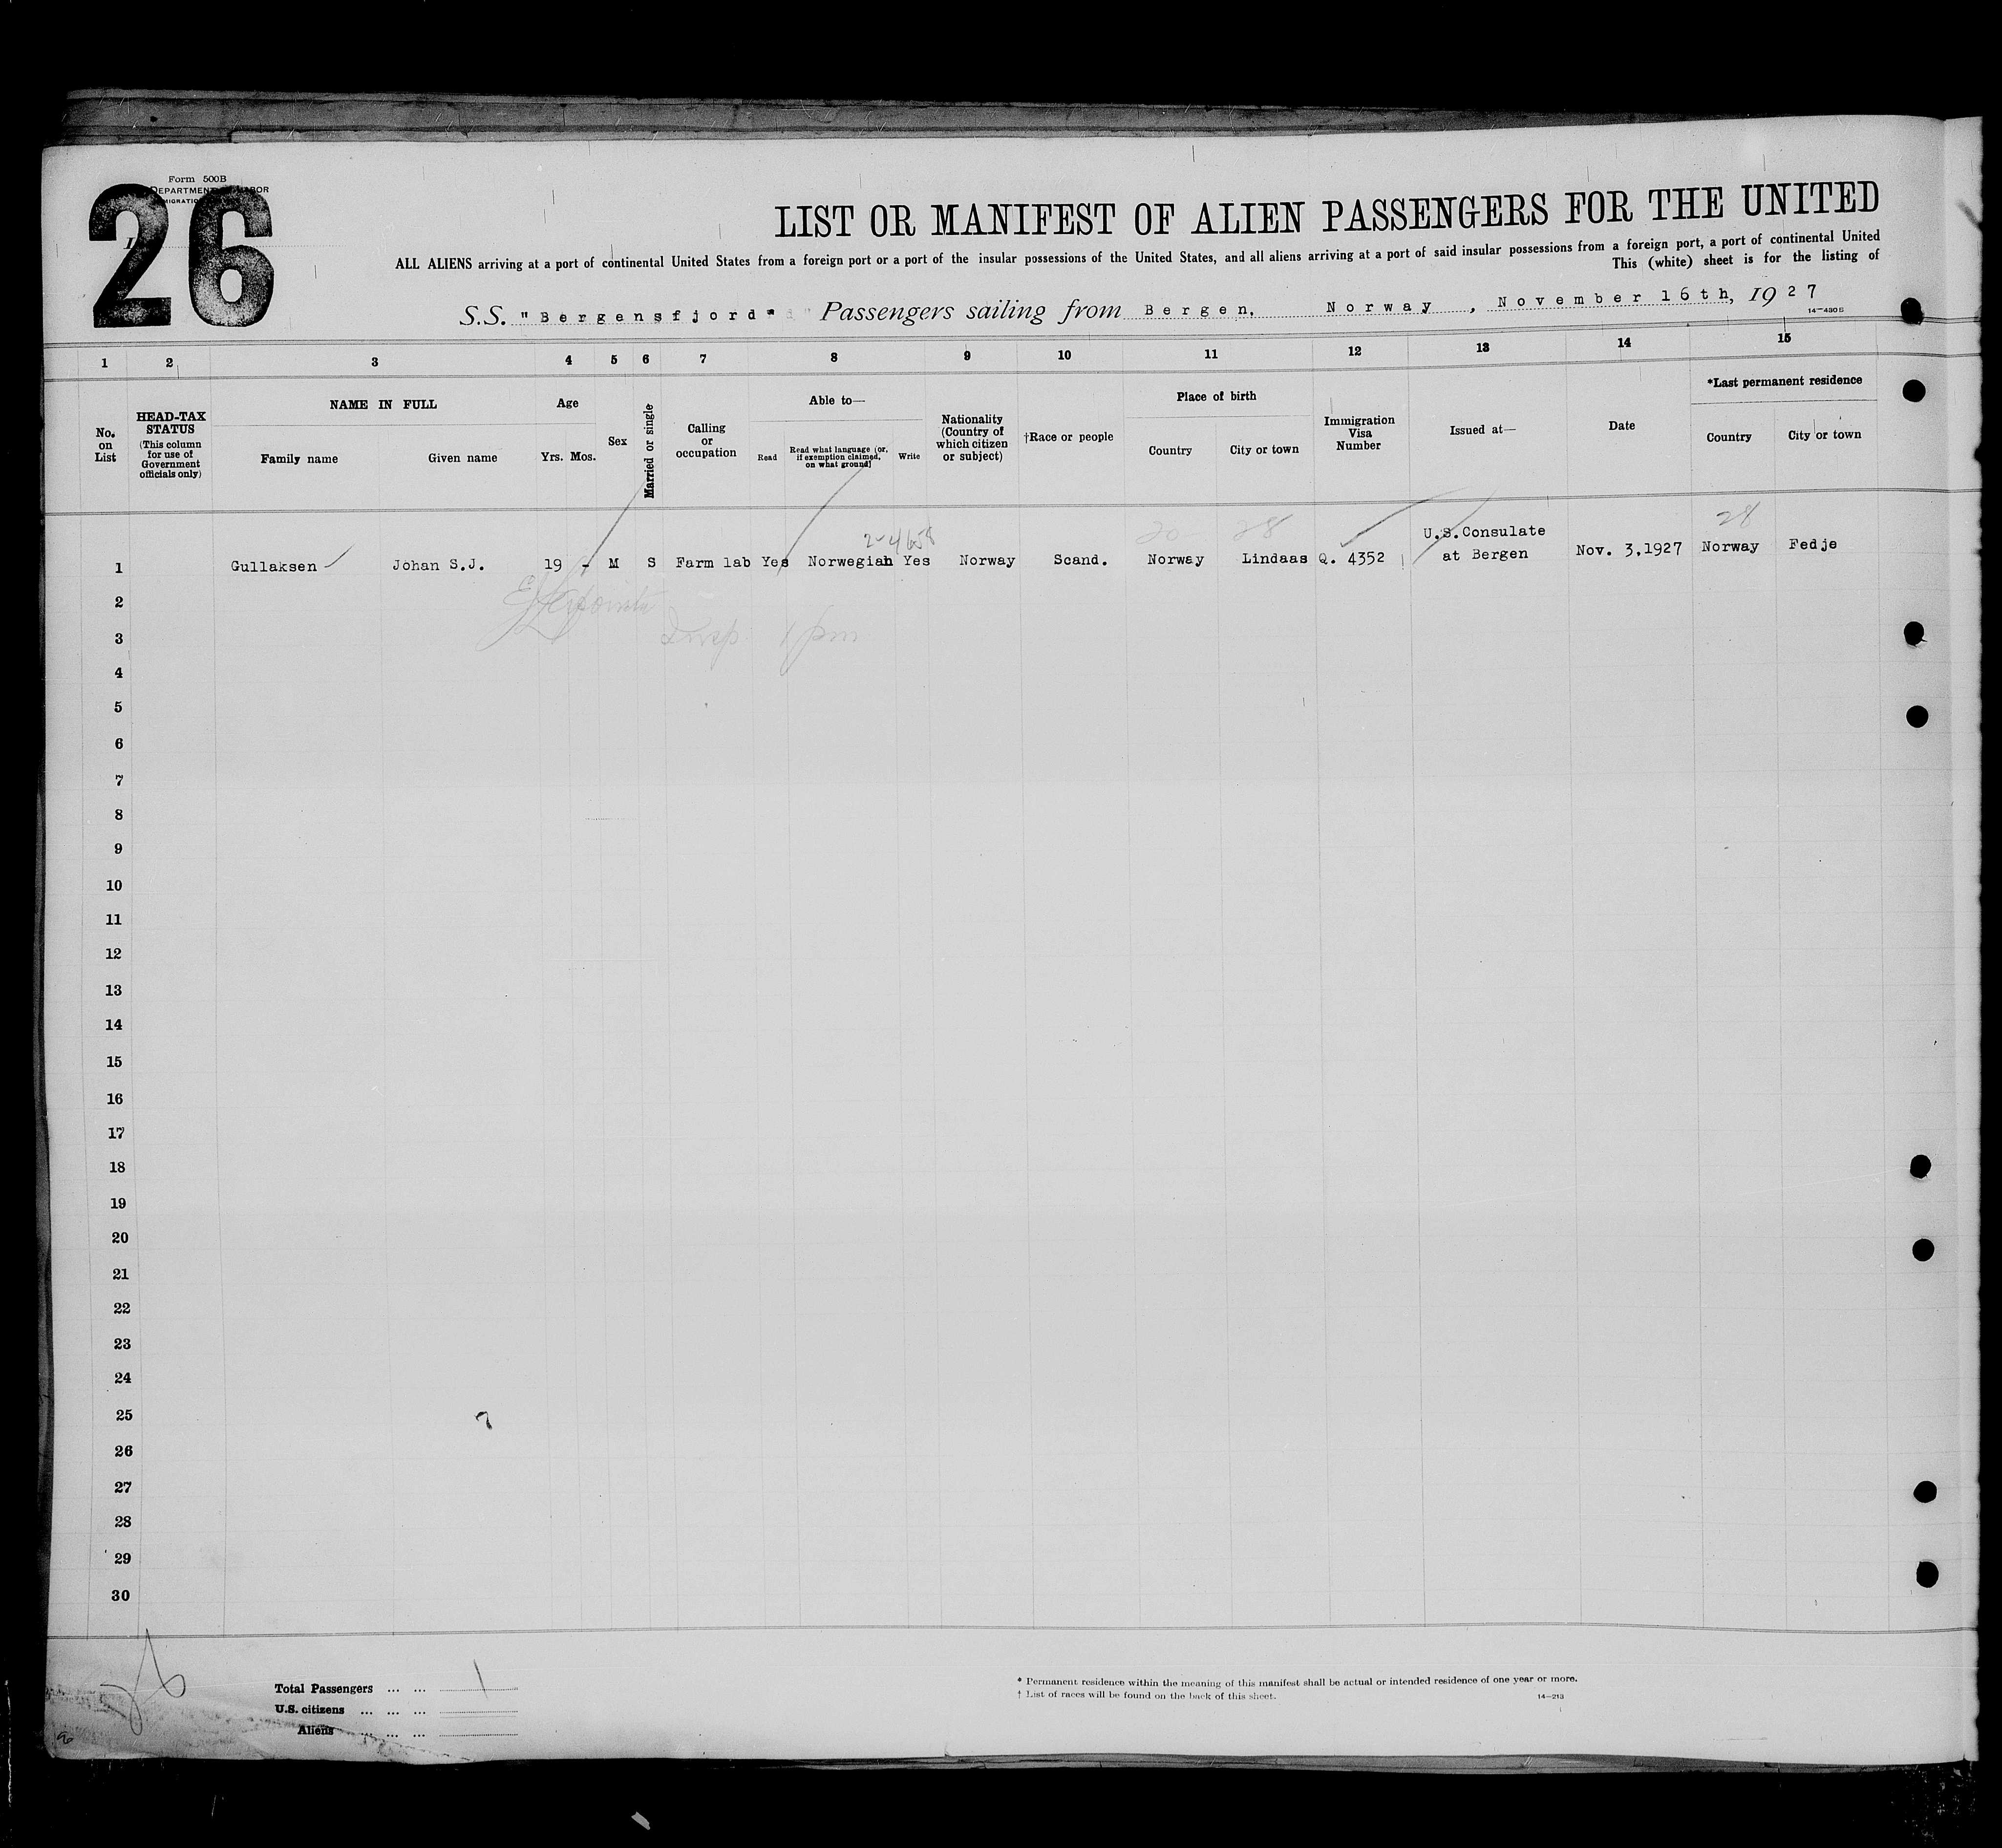 Form 500B
26
LIST OR MANIFEST OF ALIEN PASSENGERS FOR THE UNITED
ALL ALIENS arriving at a port of continental United States from a foreign port or a port of the insular possessions of the United States, and all aliens arriving at a port of said insular possessions from a foreign port, a port of continental United
This (white) sheet is for the listing of
S.S. "Bergensfjord" Passengers sailing from Bergen, Norway, November 16th, 1927
14—430 B
1 2 3 4 5 6 7 8 9 10 11 12 13 14 15
No. on List
HEAD-TAX STATUS
(This column for use of Government officials only)
NAME IN FULL
Family name
Given name
Age
Yrs. Mos.
Sex
Married or single
Calling or occupation
Able to—
Read
Read what language [or, if exemption claimed, on what ground]
Write
Nationality (Country of which citizen or subject)
†Race or people
Place of birth
Country
City or town
Immigration Visa Number
Issued at—
Date
*Last permanent residence
Country
City or town
2-4658
20 28 28
1 Gullaksen Johan S.J. 19 - M S Farm lab Yes Norwegian Yes Norway Scand. Norway Lindaas Q. 4352 U.S. Consulate at Bergen Nov. 3,1927 Norway Fedje
2
3 1 pm
4
5
6
7
8
9
10
11
12
13
14
15
16
17
18
19
20
21
22
23
24
25
26
27
28
29
30
Total Passengers ... ... 1
U.S. citizens ... ... ...
Aliens ... ... ...
* Permanent residence within the meaning of this manifest shall be actual or intended residence of one year or more.
† List of races will be found on the back of this sheet.
14—213